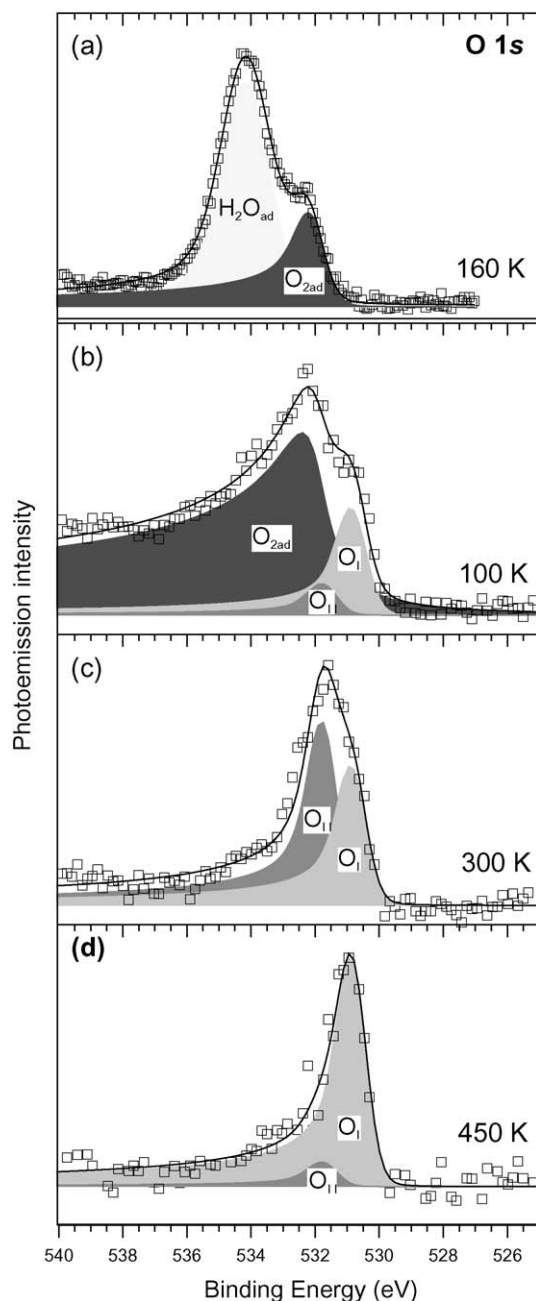 (a)
O 1s
H₂Oad
O2ad
160 K
(b)
O2ad
OI
OII
100 K
(c)
OII
OI
300 K
(d)
OI
OII
450 K
Photoemission intensity
540 538 536 534 532 530 528 526
Binding Energy (eV)